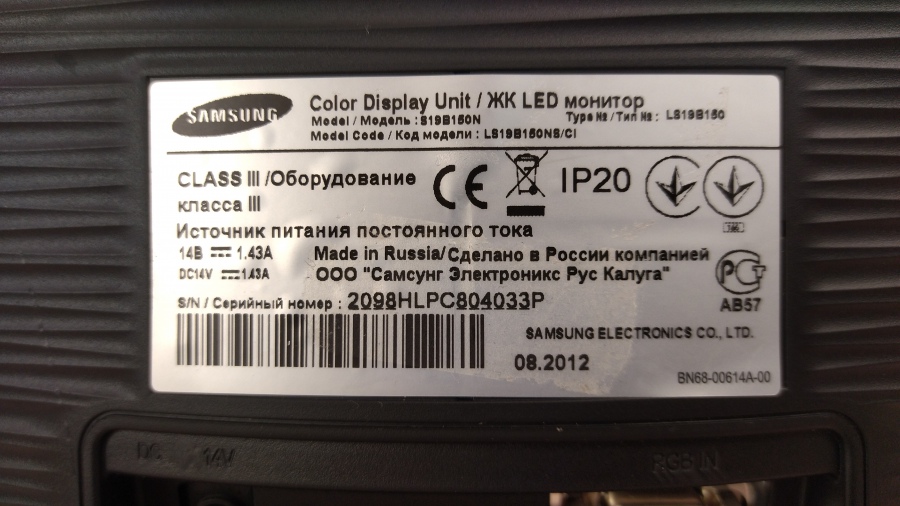 SAMSUNG
Color Display Unit / ЖК LED монитор
Model / Модель : S19B150N Type № / Тип № : LS19B150
Model Code / Код модели : LS19B150NS/CI
CLASS III /Оборудование
класса III
IP20
Источник питания постоянного тока
14В 1.43А Made in Russia/Сделано в России компанией
DC14V 1.43A ООО "Самсунг Электроникс Рус Калуга"
АВ57
S/N / Серийный номер : 2098HLPC804033P
SAMSUNG ELECTRONICS CO., LTD.
08.2012
BN68-00614A-00
DC 14V
RGB IN